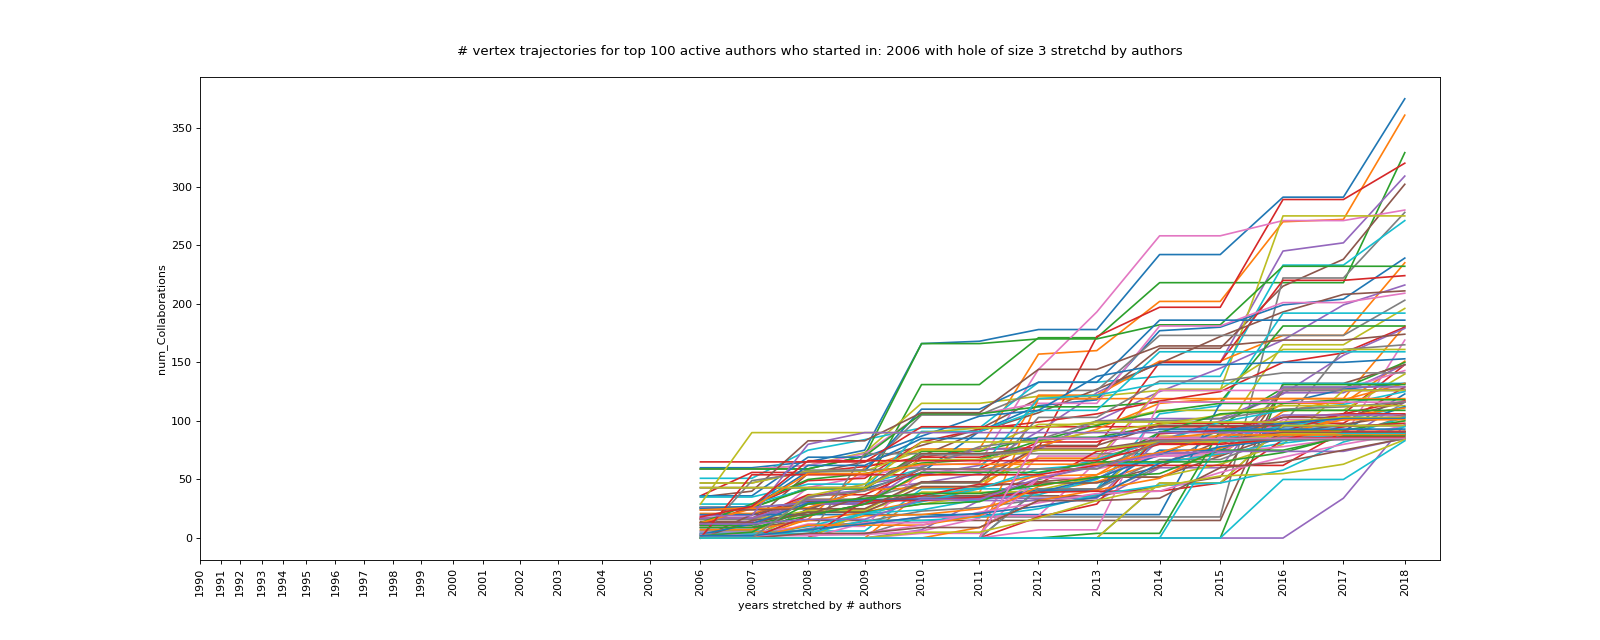 # vertex trajectories for top 100 active authors who started in: 2006 with hole of size 3 stretchd by authors
num_Collaborations
350
300
250
200
150
100
50
0
1990 1991 1992 1993 1994 1995 1996 1997 1998 1999 2000 2001 2002 2003 2004 2005 2006 2007 2008 2009 2010 2011 2012 2013 2014 2015 2016 2017 2018
years stretched by # authors